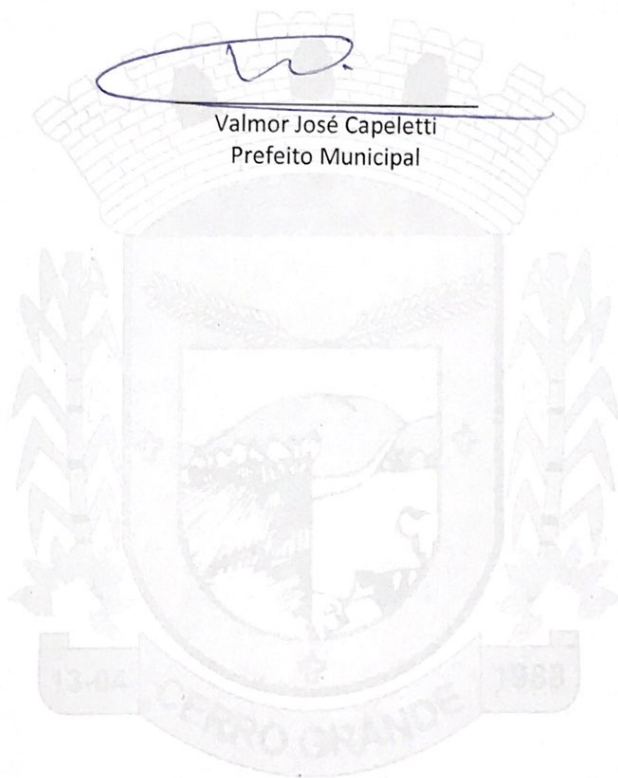 Valmor José Capeletti
Prefeito Municipal
13-04
CERRO GRANDE
1988